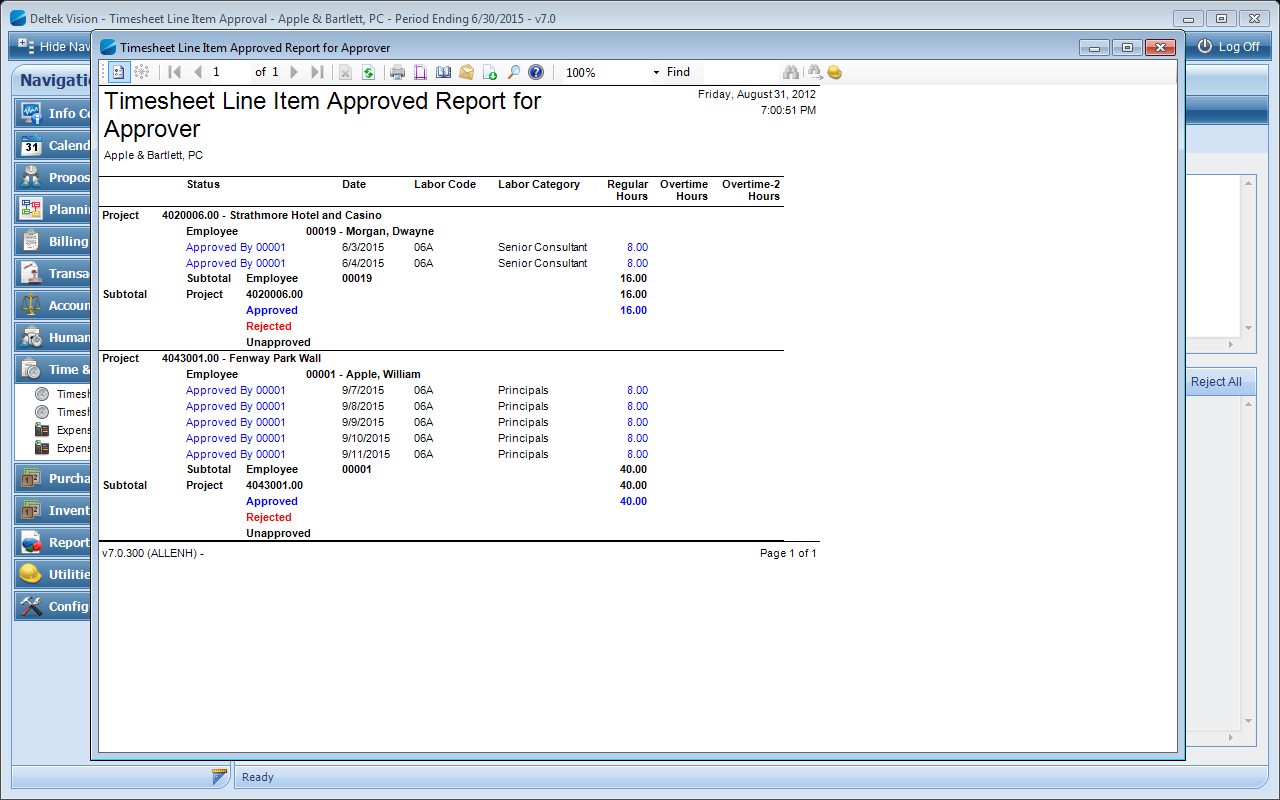 Deltek Vision - Timesheet Line Item Approval - Apple & Bartlett, PC - Period Ending 6/30/2015 - v7.0
Hide Nav
Log Off
Timesheet Line Item Approved Report for Approver
1 of 1 100% Find
Navigati
Info C
31 Calend
Propos
Planni
Billing
Transa
Accoun
Human
Time &
Timesh
Timesh
Expens
Expens
Purcha
Invent
Report
Utilitie
Config
Reject All
Timesheet Line Item Approved Report for
Approver
Friday, August 31, 2012
7:00:51 PM
Apple & Bartlett, PC
Status Date Labor Code Labor Category Regular Overtime Overtime-2
Hours Hours Hours
Project 4020006.00 - Strathmore Hotel and Casino
Employee 00019 - Morgan, Dwayne
Approved By 00001 6/3/2015 06A Senior Consultant 8.00
Approved By 00001 6/4/2015 06A Senior Consultant 8.00
Subtotal Employee 00019 16.00
Subtotal Project 4020006.00 16.00
Approved 16.00
Rejected
Unapproved
Project 4043001.00 - Fenway Park Wall
Employee 00001 - Apple, William
Approved By 00001 9/7/2015 06A Principals 8.00
Approved By 00001 9/8/2015 06A Principals 8.00
Approved By 00001 9/9/2015 06A Principals 8.00
Approved By 00001 9/10/2015 06A Principals 8.00
Approved By 00001 9/11/2015 06A Principals 8.00
Subtotal Employee 00001 40.00
Subtotal Project 4043001.00 40.00
Approved 40.00
Rejected
Unapproved
v7.0.300 (ALLENH) -
Page 1 of 1
Ready